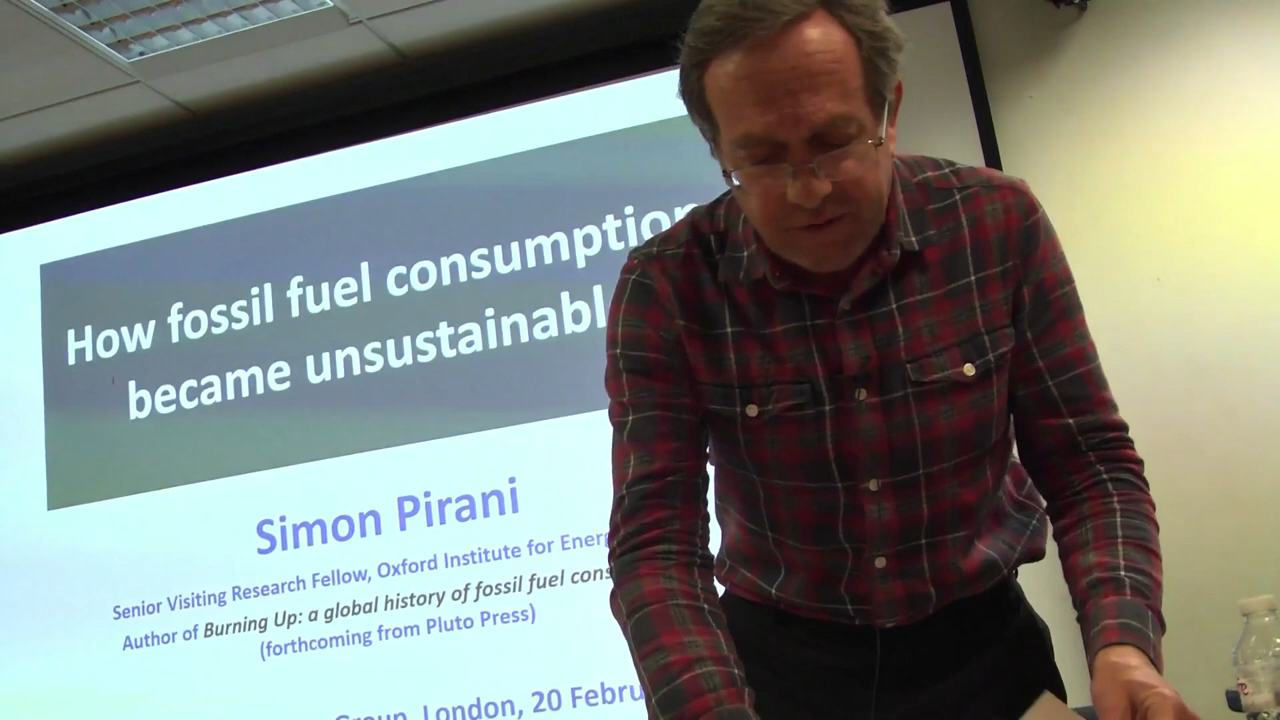 How fossil fuel consumption
became unsustainabl
Simon Pirani
Senior Visiting Research Fellow, Oxford Institute for Energ
Author of Burning Up: a global history of fossil fuel cons
(forthcoming from Pluto Press)
Group, London, 20 Febru